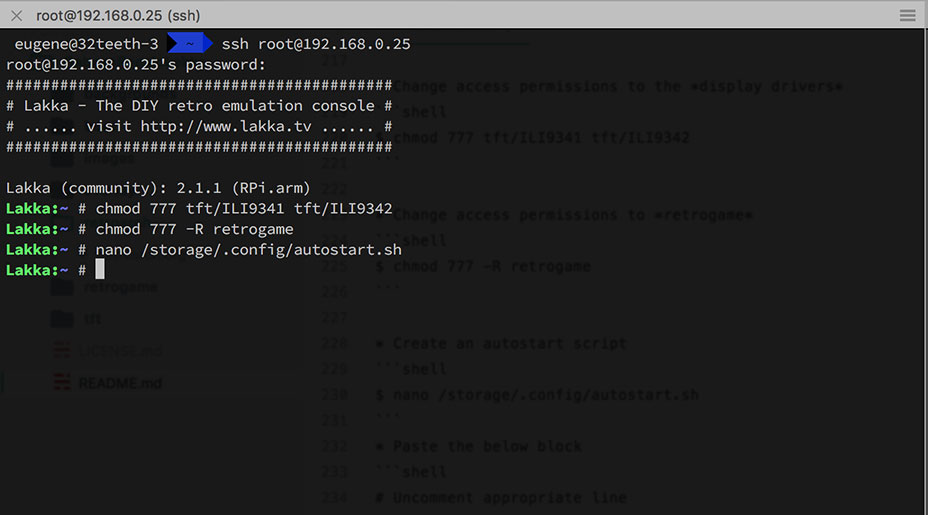 root@192.168.0.25 (ssh)
eugene@32teeth-3 ~ ssh root@192.168.0.25
root@192.168.0.25's password:
###########################################
# Lakka - The DIY retro emulation console #
# ...... visit http://www.lakka.tv ...... #
###########################################
Lakka (community): 2.1.1 (RPi.arm)
Lakka:~ # chmod 777 tft/ILI9341 tft/ILI9342
Lakka:~ # chmod 777 -R retrogame
Lakka:~ # nano /storage/.config/autostart.sh
Lakka:~ #
images
retrogame
tft
LICENSE.md
README.md
217
Change access permissions to the *display drivers*
shell
chmod 777 tft/ILI9341 tft/ILI9342
221 ```
222
* Change access permissions to *retrogame*
```shell
225 $ chmod 777 -R retrogame
226 ```
227
228 * Create an autostart script
229 ```shell
230 $ nano /storage/.config/autostart.sh
231 ```
232 * Paste the below block
233 ```shell
234 # Uncomment appropriate line